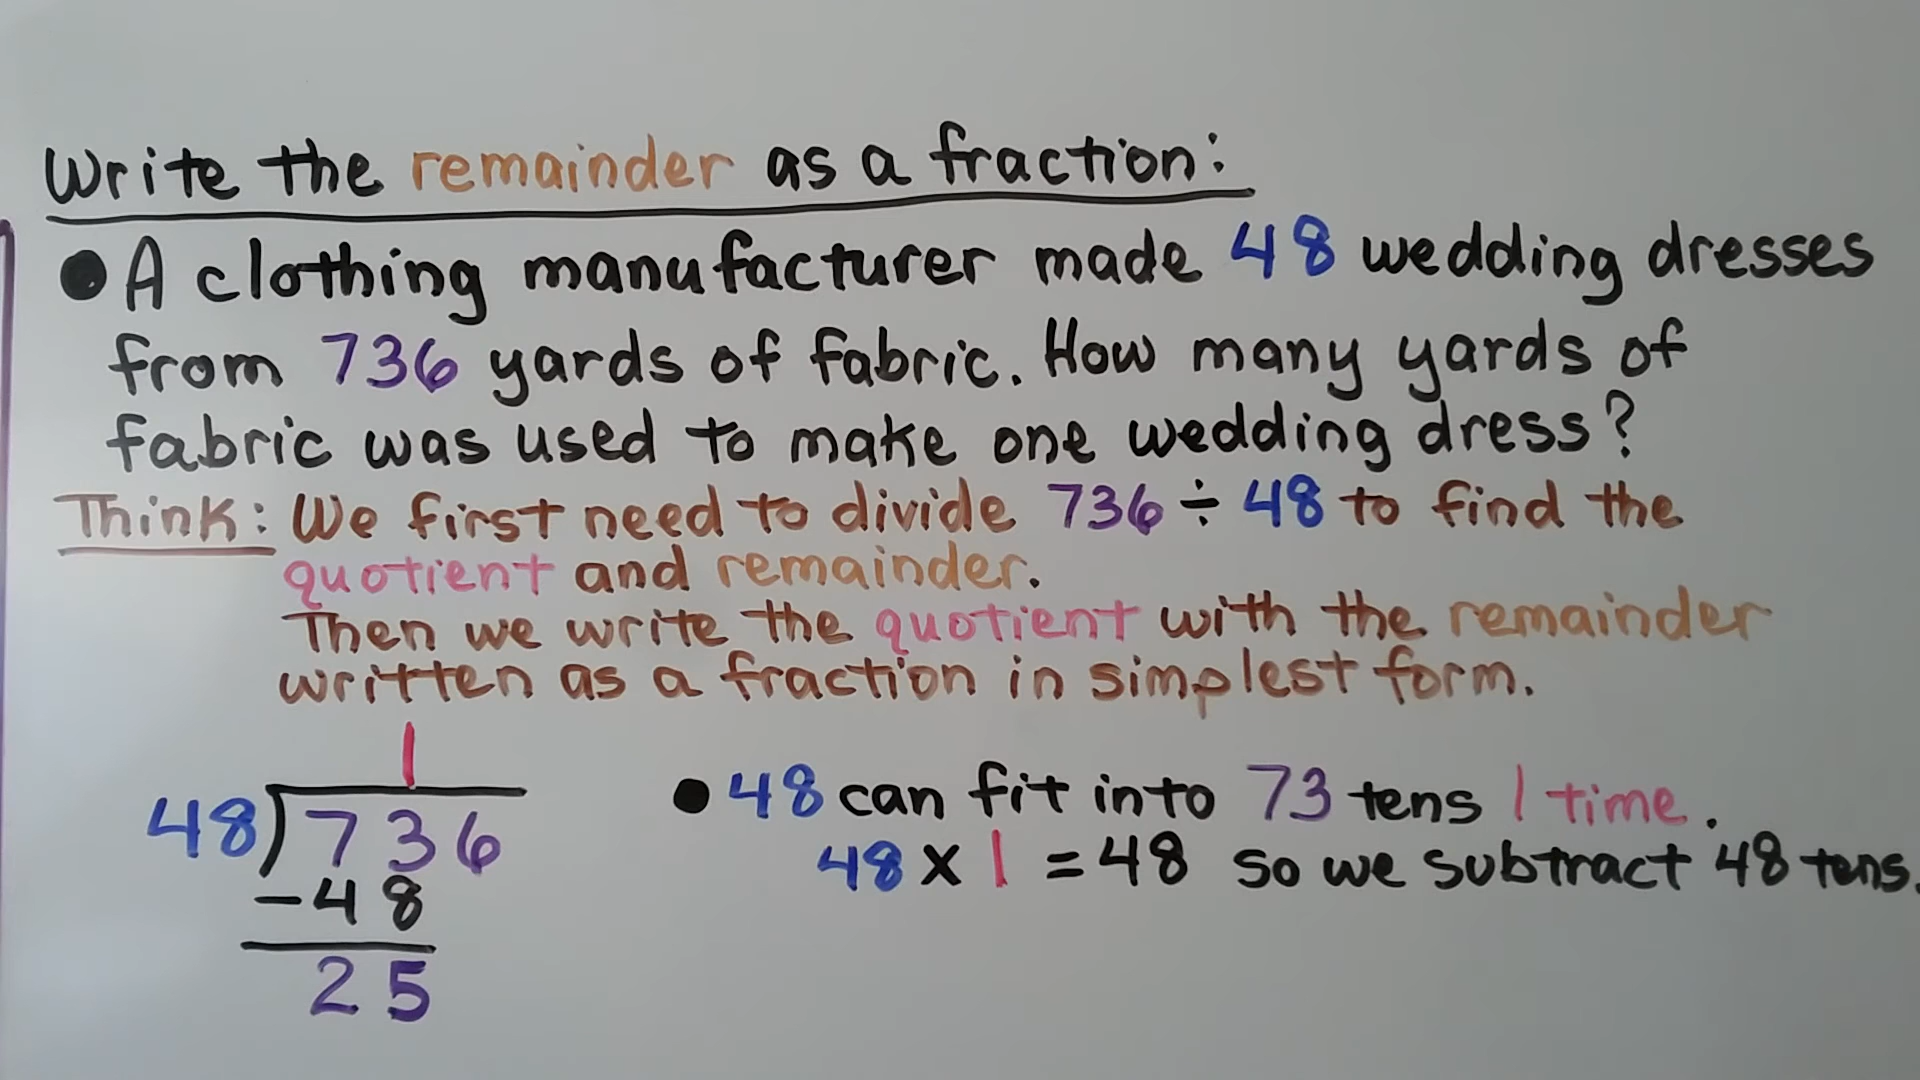 Write the remainder as a fraction:
● A clothing manufacturer made 48 wedding dresses
from 736 yards of fabric. How many yards of
fabric was used to make one wedding dress?
Think: We first need to divide 736 ÷ 48 to find the
quotient and remainder.
Then we write the quotient with the remainder
written as a fraction in simplest form.
1
48)736
-48
25
● 48 can fit into 73 tens 1 time.
48 x 1 = 48 so we subtract 48 tens.